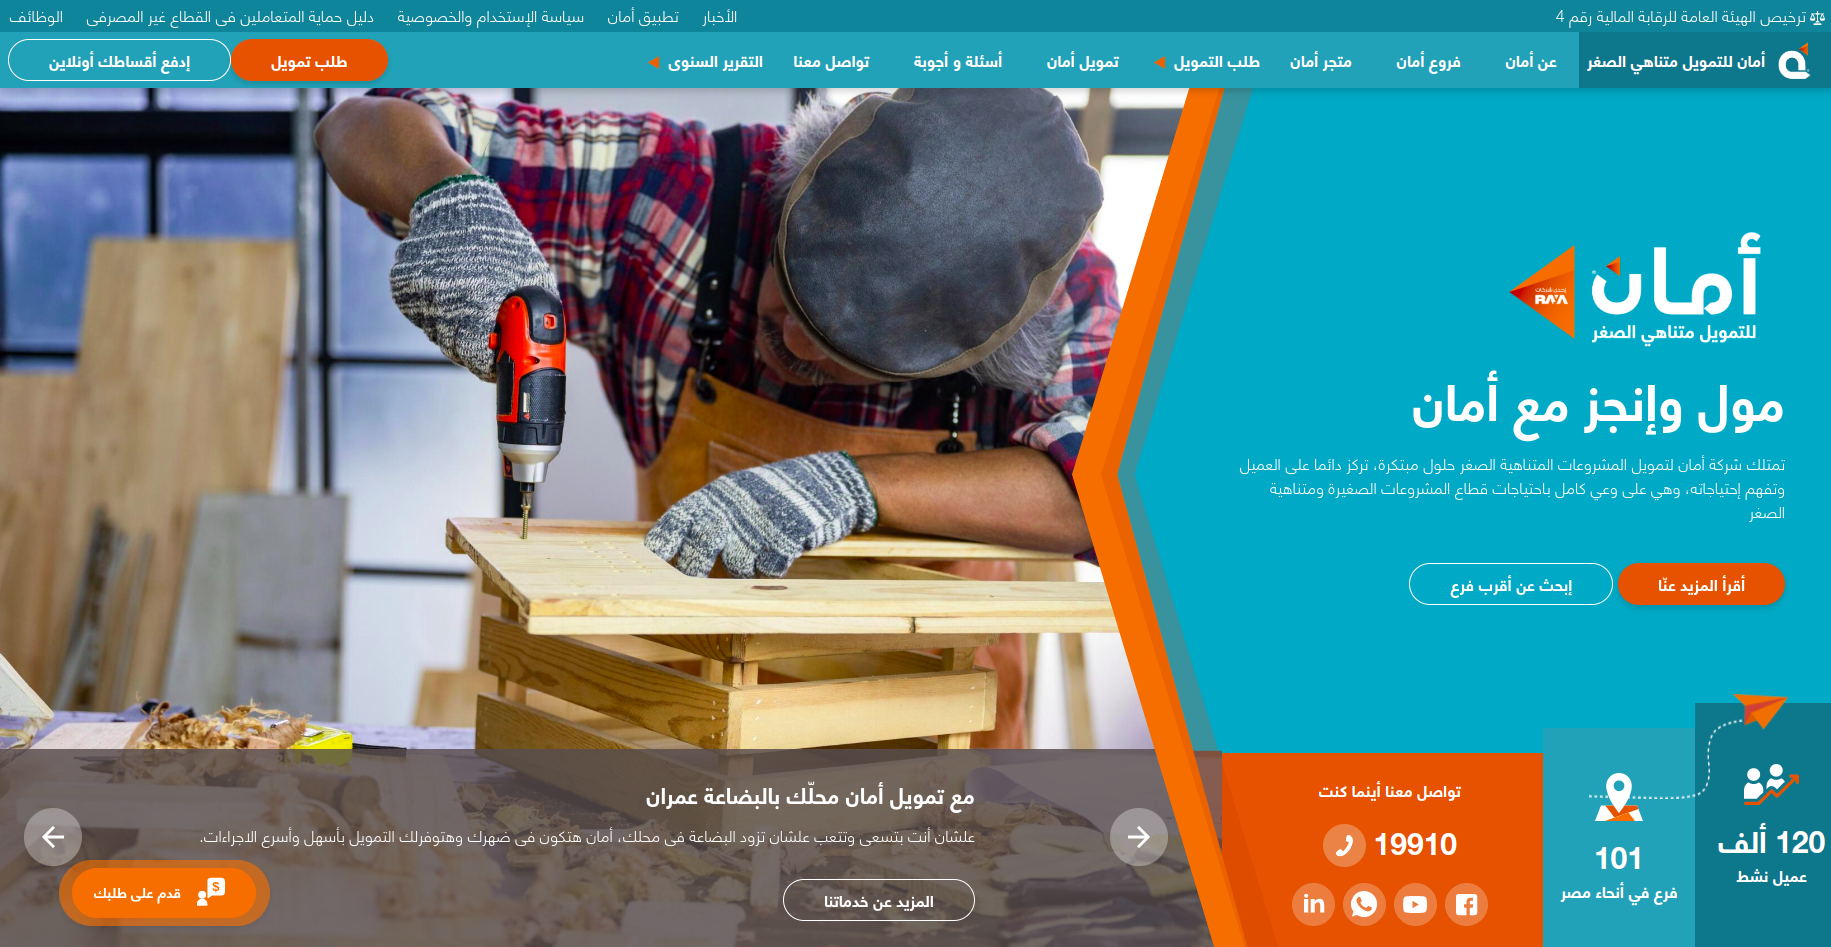 ترخيص الهيئة العامة للرقابة المالية رقم 4
الأخبار
تطبيق أمان
سياسة الإستخدام والخصوصية
دليل حماية المتعاملين فى القطاع غير المصرفى
الوظائف
أمان للتمويل متناهي الصغر
عن أمان
فروع أمان
متجر أمان
طلب التمويل
تمويل أمان
أسئلة و أجوبة
تواصل معنا
التقرير السنوى
طلب تمويل
إدفع أقساطك أونلاين
أمان
إحدى شركات
RAYA
للتمويل متناهي الصغر
مول وإنجز مع أمان
تمتلك شركة أمان لتمويل المشروعات المتناهية الصغر حلول مبتكرة، تركز دائما على العميل
وتفهم إحتياجاته، وهي على وعي كامل باحتياجات قطاع المشروعات الصغيرة ومتناهية
الصغر
أقرأ المزيد عنّا
إبحث عن أقرب فرع
120 ألف
عميل نشط
101
فرع في أنحاء مصر
تواصل معنا أينما كنت
19910
مع تمويل أمان محلّك بالبضاعة عمران
علشان أنت بتسعى وتتعب علشان تزود البضاعة فى محلك، أمان هتكون فى ضهرك وهتوفرلك التمويل بأسهل وأسرع الاجراءات.
المزيد عن خدماتنا
قدم على طلبك